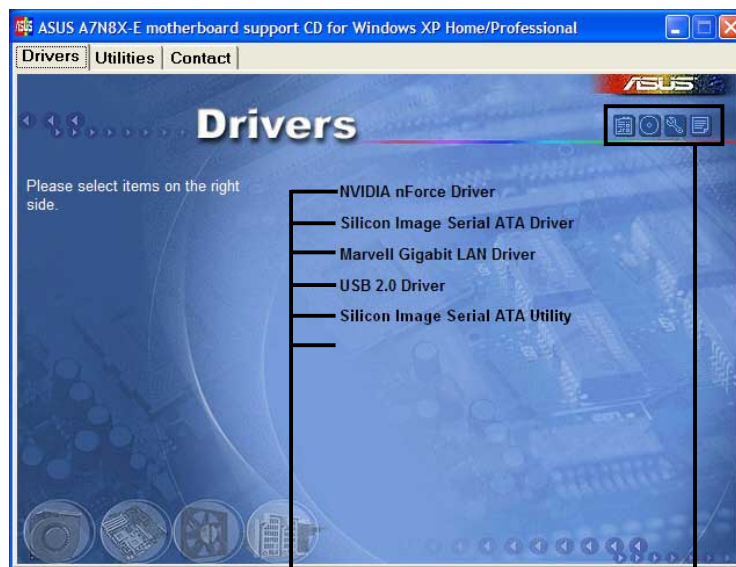 ASUS A7N8X-E motherboard support CD for Windows XP Home/Professional
Drivers Utilities Contact
ASUS
Drivers
Please select items on the right
side.
NVIDIA nForce Driver
Silicon Image Serial ATA Driver
Marvell Gigabit LAN Driver
USB 2.0 Driver
Silicon Image Serial ATA Utility